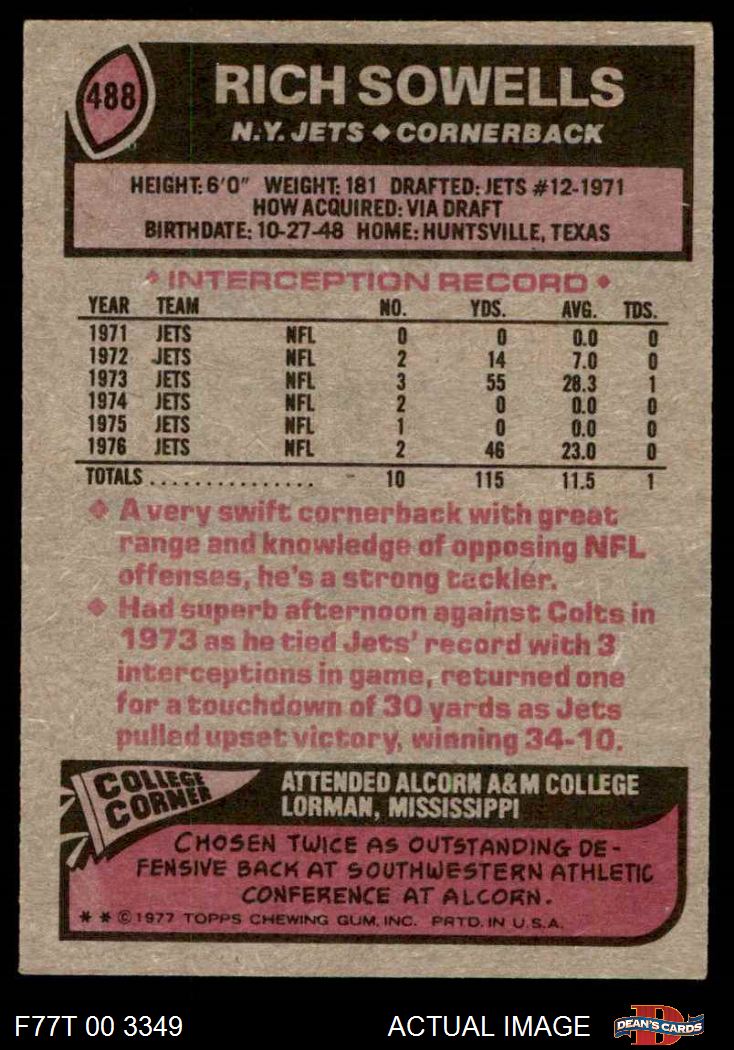 488
RICH SOWELLS
N.Y. JETS ◆ CORNERBACK
HEIGHT: 6'0" WEIGHT: 181 DRAFTED: JETS #12-1971
HOW ACQUIRED: VIA DRAFT
BIRTHDATE: 10-27-48 HOME: HUNTSVILLE, TEXAS
◆ INTERCEPTION RECORD ◆
YEAR TEAM NO. YDS. AVG. TDS.
1971 JETS NFL 0 0 0.0 0
1972 JETS NFL 2 14 7.0 0
1973 JETS NFL 3 55 28.3 1
1974 JETS NFL 2 0 0.0 0
1975 JETS NFL 1 0 0.0 0
1976 JETS NFL 2 46 23.0 0
TOTALS ............... 10 115 11.5 1
◆ A very swift cornerback with great
range and knowledge of opposing NFL
offenses, he's a strong tackler.
◆ Had superb afternoon against Colts in
1973 as he tied Jets' record with 3
interceptions in game, returned one
for a touchdown of 30 yards as Jets
pulled upset victory, winning 34-10.
COLLEGE
CORNER
ATTENDED ALCORN A&M COLLEGE
LORMAN, MISSISSIPPI
CHOSEN TWICE AS OUTSTANDING DE-
FENSIVE BACK AT SOUTHWESTERN ATHLETIC
CONFERENCE AT ALCORN.
* * © 1977 TOPPS CHEWING GUM, INC. PRTD. IN U.S.A.
F77T 00 3349 ACTUAL IMAGE
D
DEAN'S CARDS